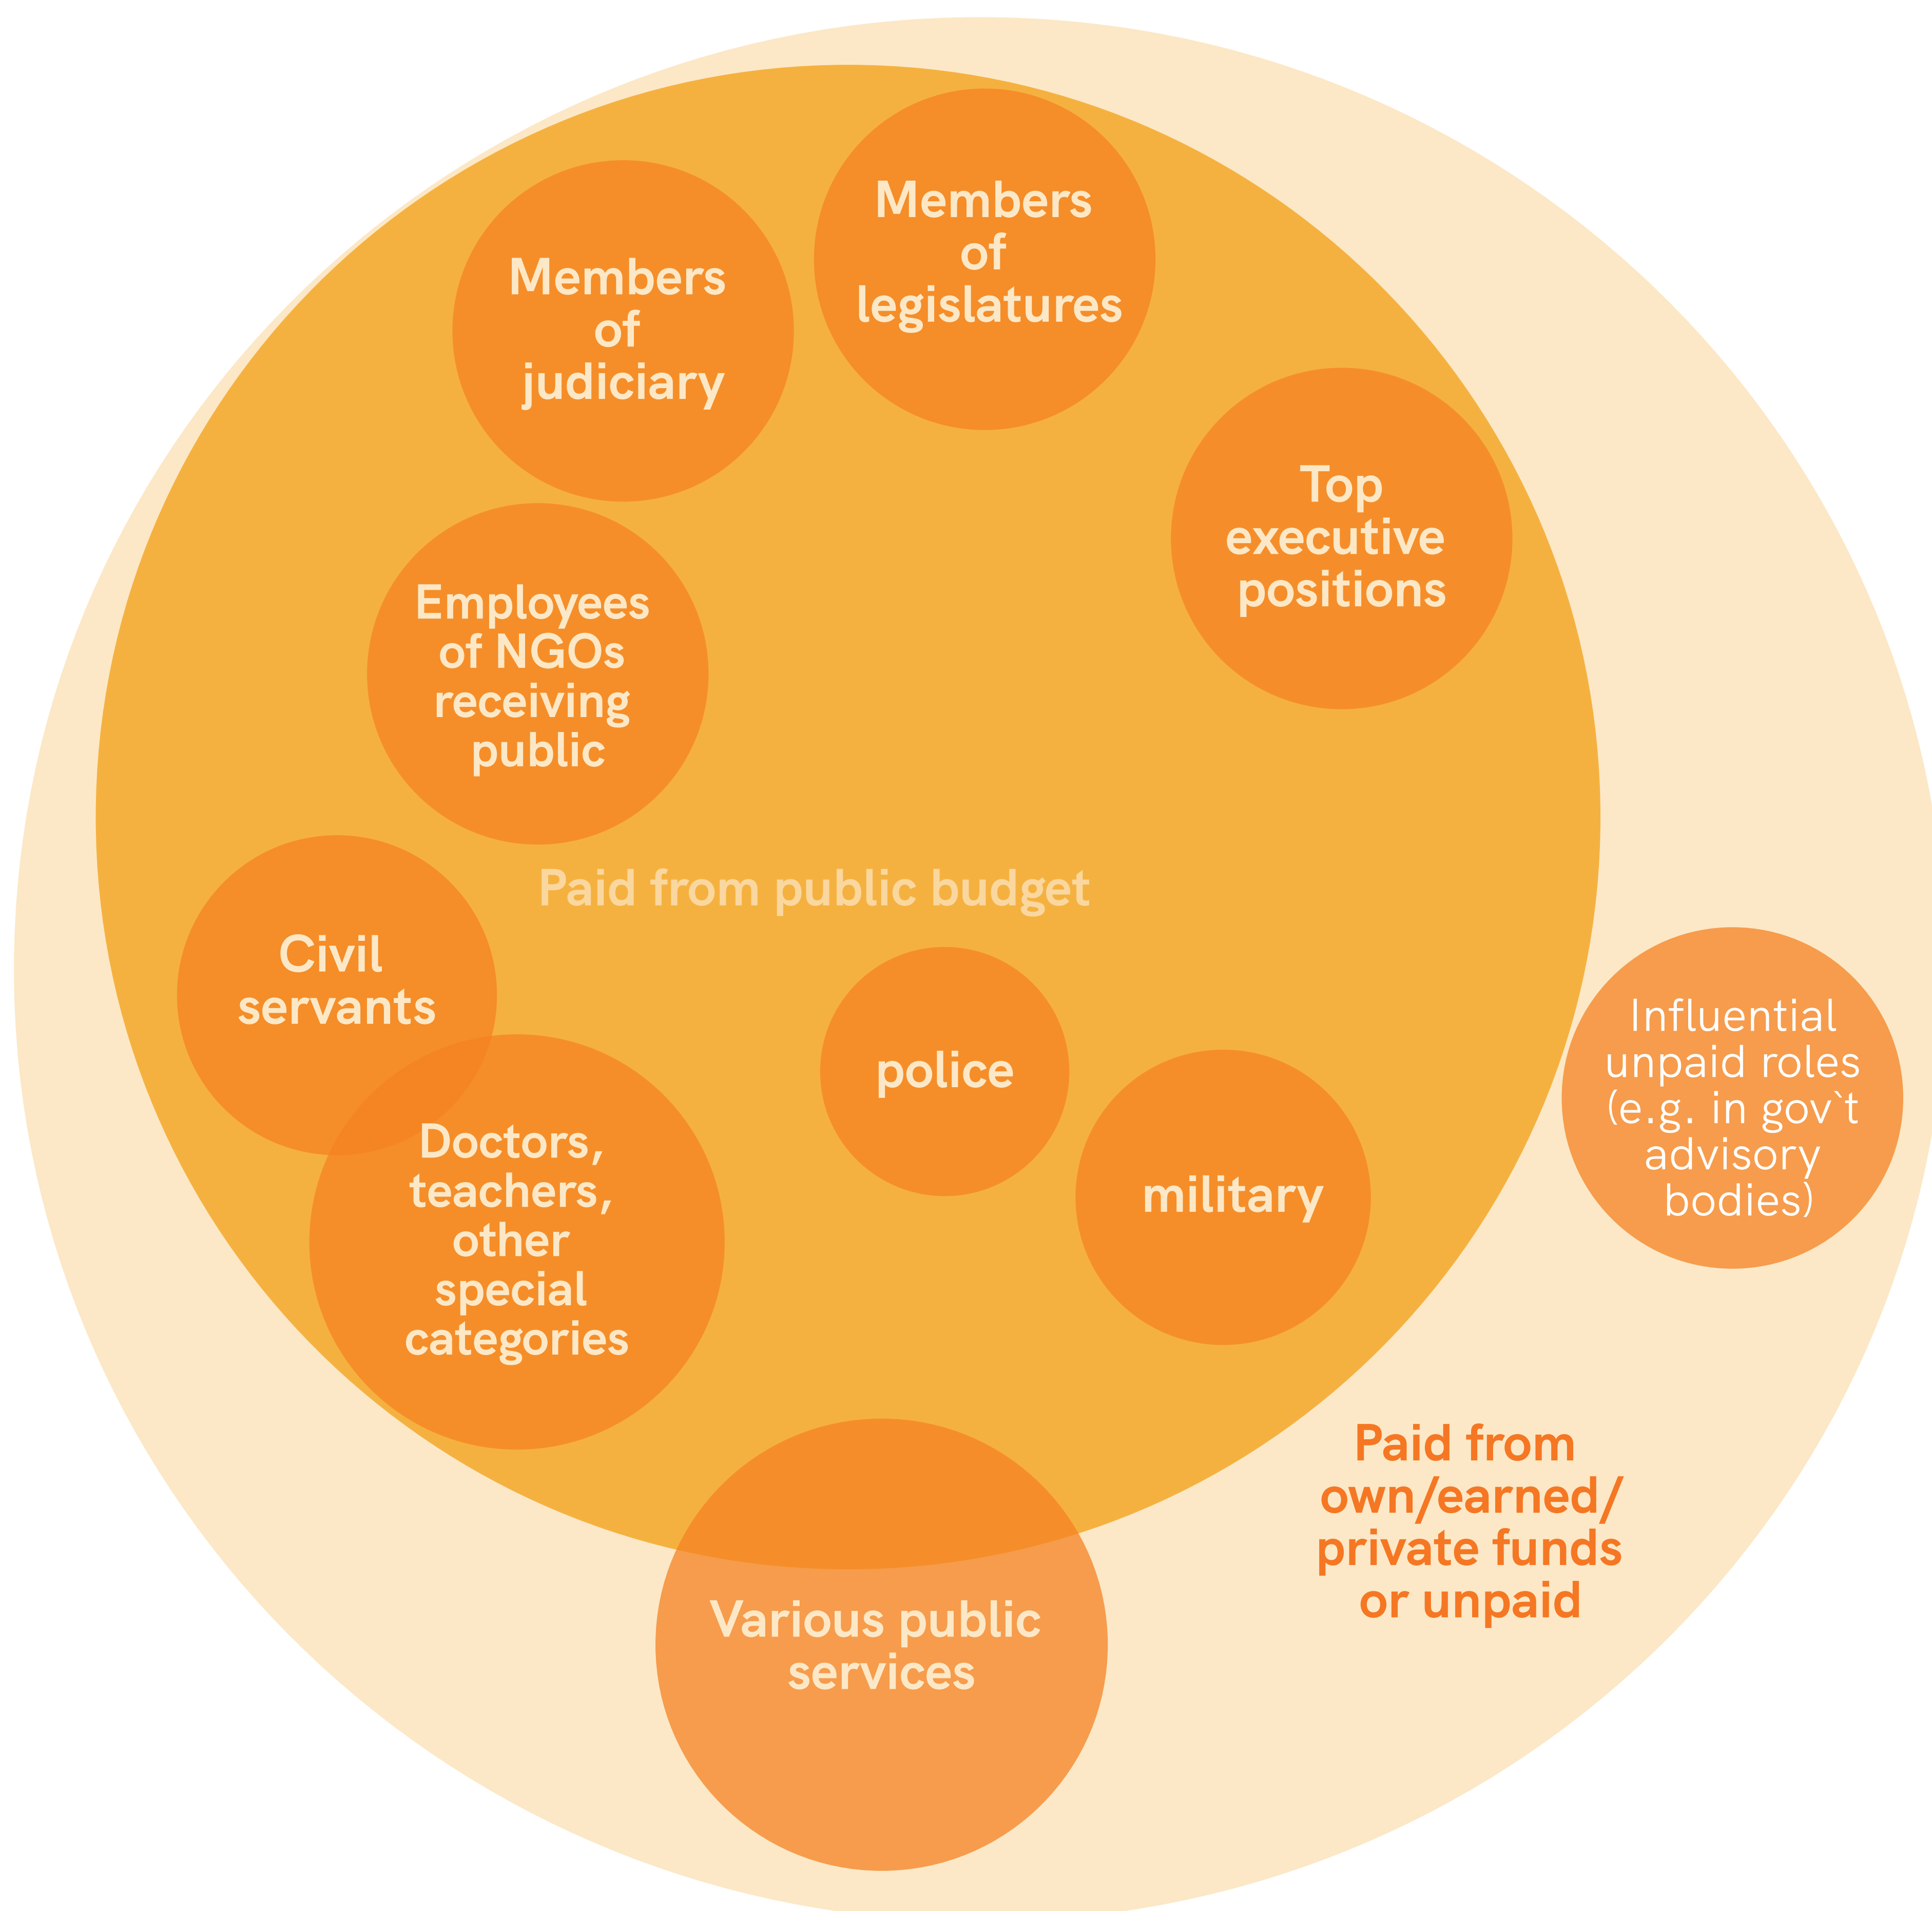 Members
of
legislatures
Members
of
judiciary
Top
executive
positions
Employees
of NGOs
receiving
public
Paid from public budget
Civil
servants
police
Influential
unpaid roles
(e.g. in gov`t
advisory
bodies)
Doctors,
teachers,
other
special
categories
military
Paid from
own/earned/
private funds
or unpaid
Various public
services